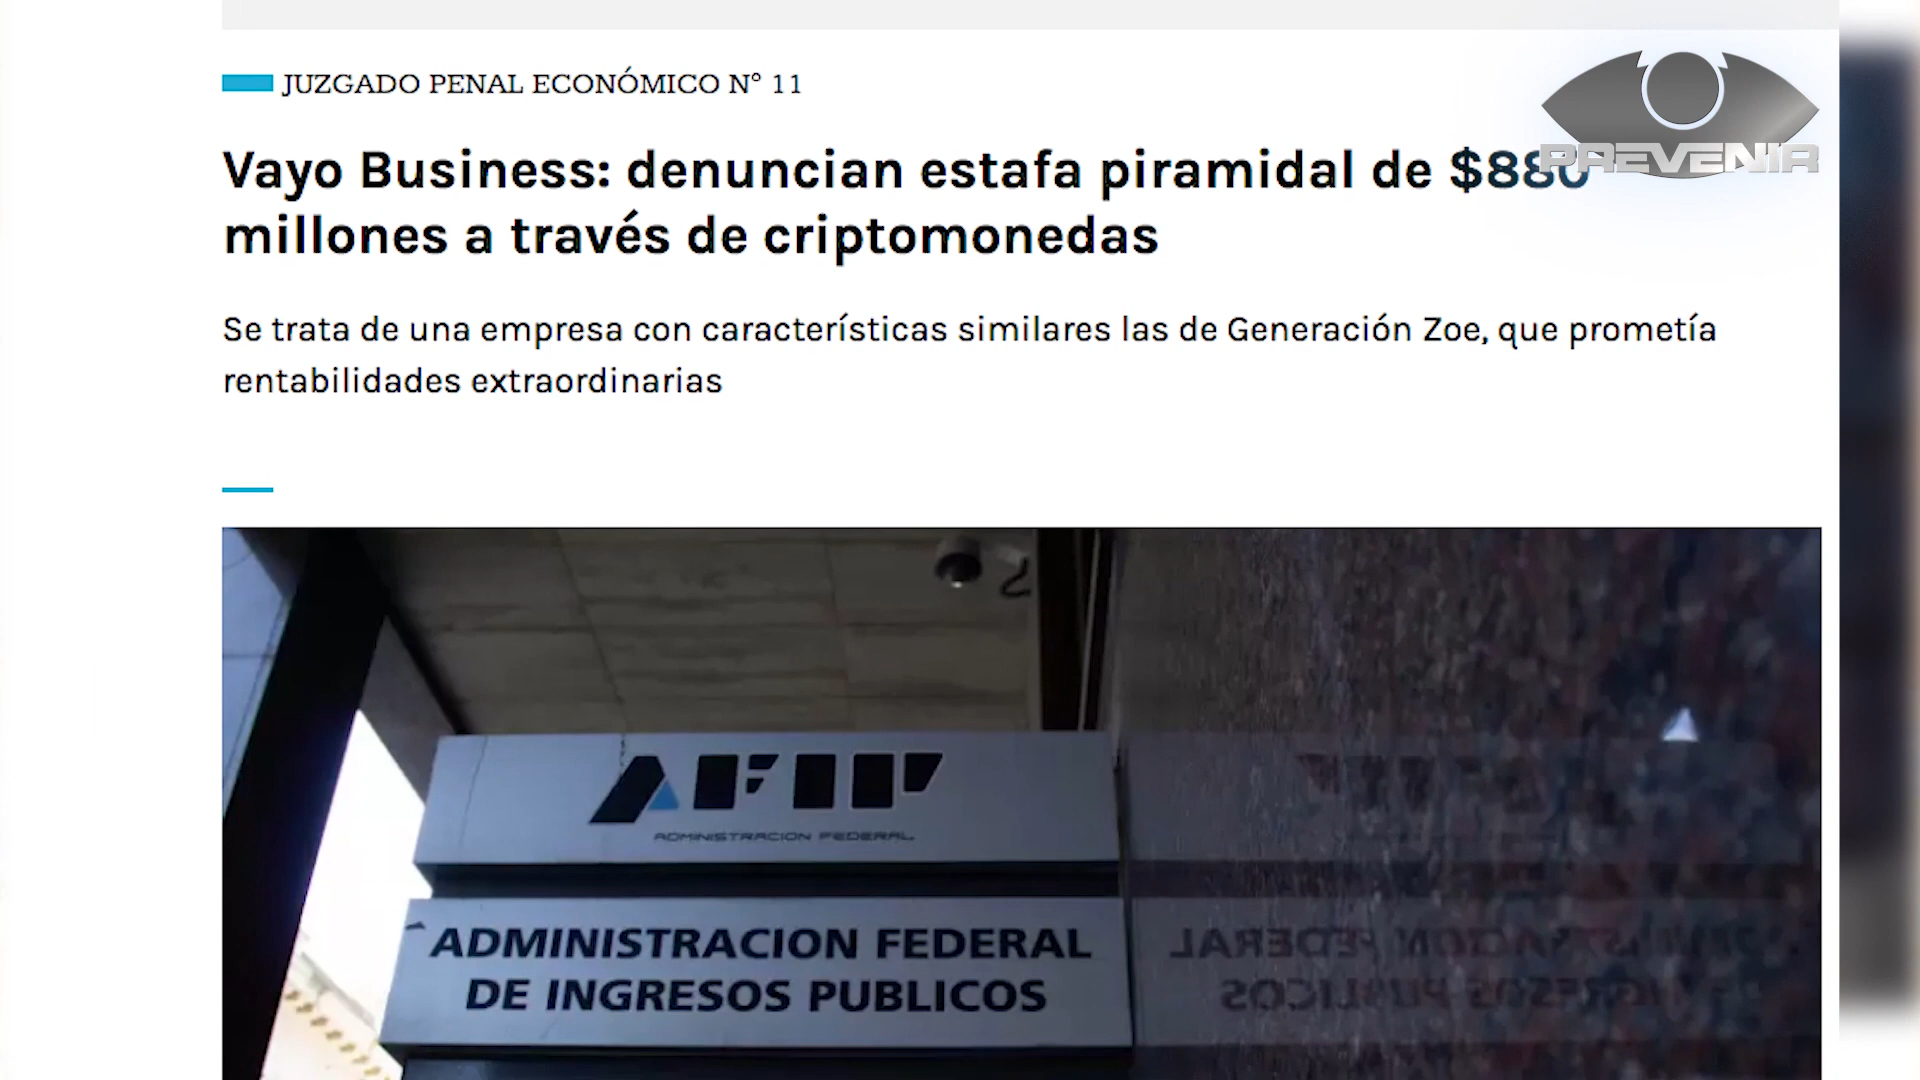 JUZGADO PENAL ECONÓMICO N° 11
PREVENIR
Vayo Business: denuncian estafa piramidal de $880
millones a través de criptomonedas
Se trata de una empresa con características similares las de Generación Zoe, que prometía
rentabilidades extraordinarias
AFIP
ADMINISTRACION FEDERAL
ADMINISTRACION FEDERAL
DE INGRESOS PUBLICOS